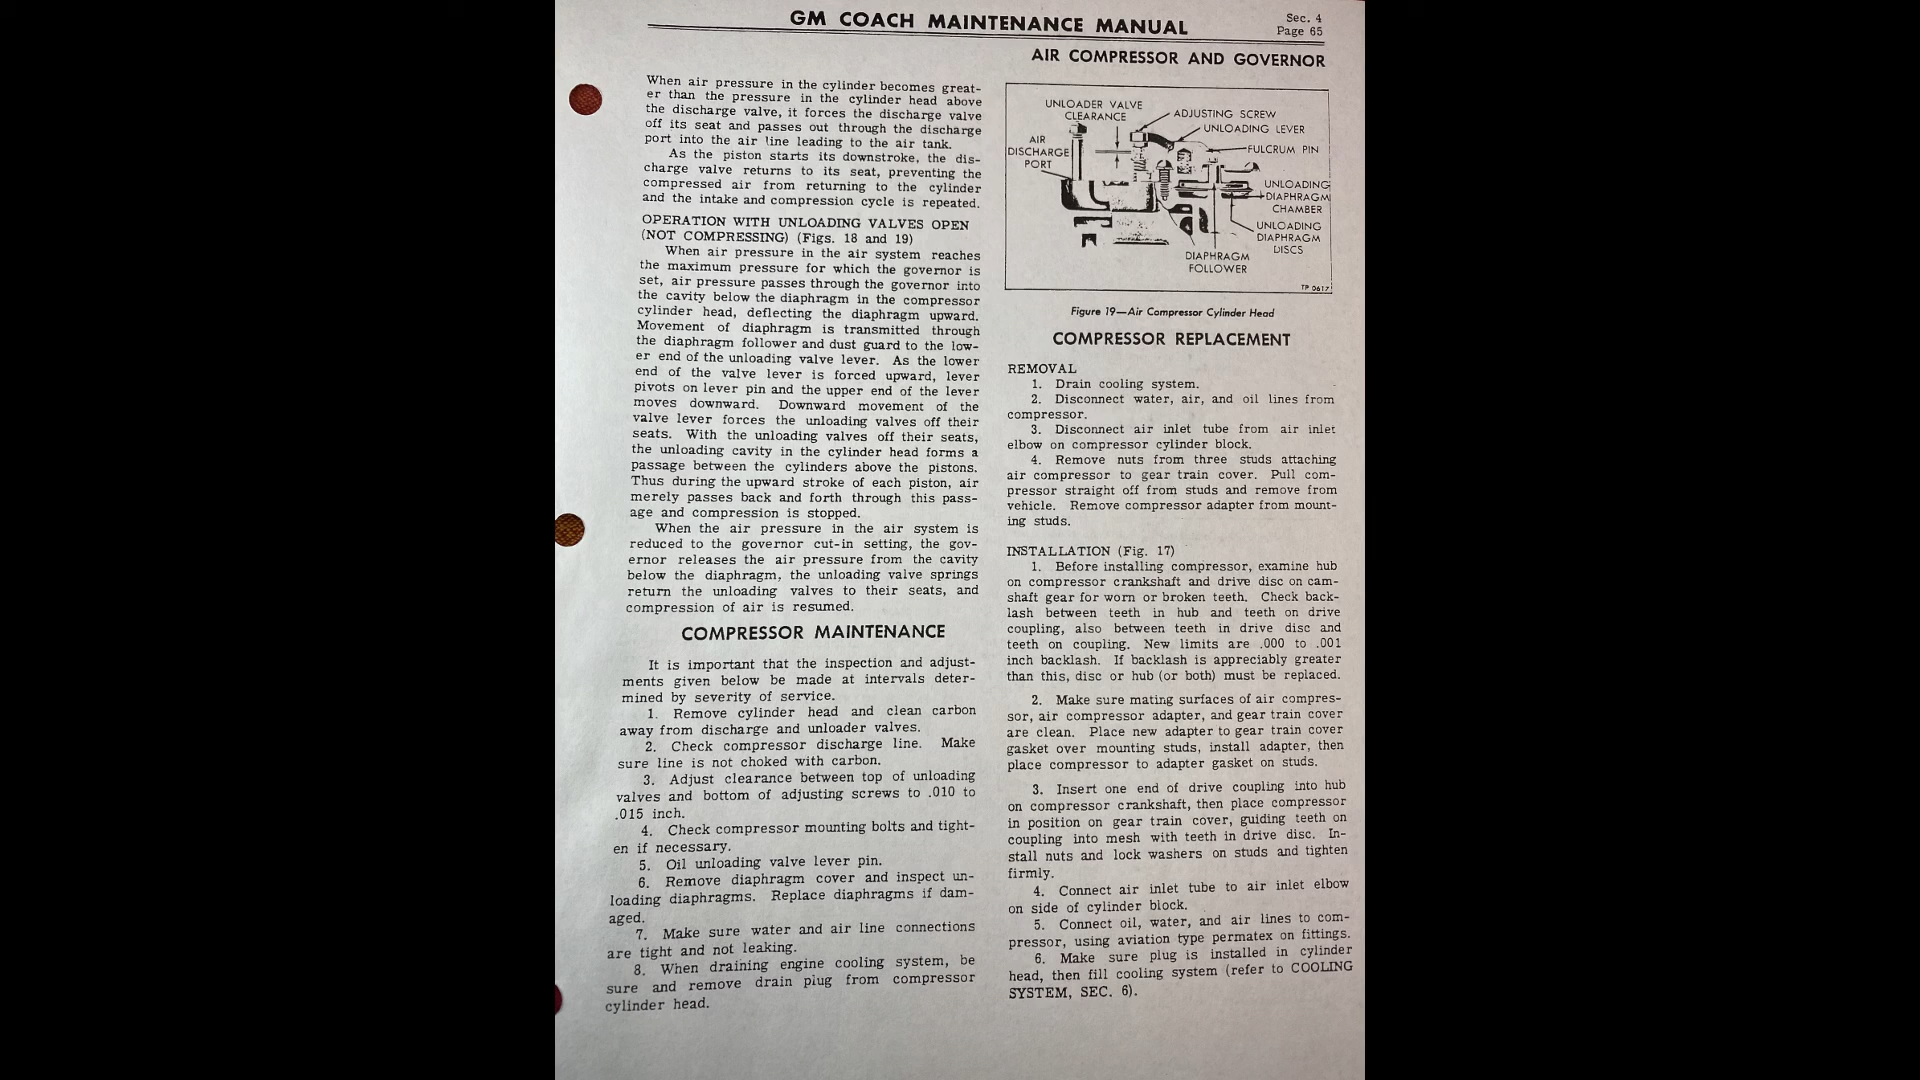 GM COACH MAINTENANCE MANUAL
Sec. 4
Page 65
AIR COMPRESSOR AND GOVERNOR
When air pressure in the cylinder becomes great-
er than the pressure in the cylinder head above
the discharge valve, it forces the discharge valve
off its seat and passes out through the discharge
port into the air line leading to the air tank.
As the piston starts its downstroke, the dis-
charge valve returns to its seat, preventing the
compressed air from returning to the cylinder
and the intake and compression cycle is repeated.
OPERATION WITH UNLOADING VALVES OPEN
(NOT COMPRESSING) (Figs. 18 and 19)
When air pressure in the air system reaches
the maximum pressure for which the governor is
set, air pressure passes through the governor into
the cavity below the diaphragm in the compressor
cylinder head, deflecting the diaphragm upward.
Movement of diaphragm is transmitted through
the diaphragm follower and dust guard to the low-
er end of the unloading valve lever. As the lower
end of the valve lever is forced upward, lever
pivots on lever pin and the upper end of the lever
moves downward. Downward movement of the
valve lever forces the unloading valves off their
seats. With the unloading valves off their seats,
the unloading cavity in the cylinder head forms a
passage between the cylinders above the pistons.
Thus during the upward stroke of each piston, air
merely passes back and forth through this pass-
age and compression is stopped.
When the air pressure in the air system is
reduced to the governor cut-in setting, the gov-
ernor releases the air pressure from the cavity
below the diaphragm, the unloading valve springs
return the unloading valves to their seats, and
compression of air is resumed.
COMPRESSOR MAINTENANCE
It is important that the inspection and adjust-
ments given below be made at intervals deter-
mined by severity of service.
1. Remove cylinder head and clean carbon
away from discharge and unloader valves.
2. Check compressor discharge line. Make
sure line is not choked with carbon.
3. Adjust clearance between top of unloading
valves and bottom of adjusting screws to .010 to
.015 inch.
4. Check compressor mounting bolts and tight-
en if necessary.
5. Oil unloading valve lever pin.
6. Remove diaphragm cover and inspect un-
loading diaphragms. Replace diaphragms if dam-
aged.
7. Make sure water and air line connections
are tight and not leaking.
8. When draining engine cooling system, be
sure and remove drain plug from compressor
cylinder head.
UNLOADER VALVE
CLEARANCE
ADJUSTING SCREW
UNLOADING LEVER
AIR
DISCHARGE
PORT
FULCRUM PIN
UNLOADING
DIAPHRAGM
CHAMBER
UNLOADING
DIAPHRAGM
DISCS
DIAPHRAGM
FOLLOWER
TP 0617
Figure 19—Air Compressor Cylinder Head
COMPRESSOR REPLACEMENT
REMOVAL
1. Drain cooling system.
2. Disconnect water, air, and oil lines from
compressor.
3. Disconnect air inlet tube from air inlet
elbow on compressor cylinder block.
4. Remove nuts from three studs attaching
air compressor to gear train cover. Pull com-
pressor straight off from studs and remove from
vehicle. Remove compressor adapter from mount-
ing studs.
INSTALLATION (Fig. 17)
1. Before installing compressor, examine hub
on compressor crankshaft and drive disc on cam-
shaft gear for worn or broken teeth. Check back-
lash between teeth in hub and teeth on drive
coupling, also between teeth in drive disc and
teeth on coupling. New limits are .000 to .001
inch backlash. If backlash is appreciably greater
than this, disc or hub (or both) must be replaced.
2. Make sure mating surfaces of air compres-
sor, air compressor adapter, and gear train cover
are clean. Place new adapter to gear train cover
gasket over mounting studs, install adapter, then
place compressor to adapter gasket on studs.
3. Insert one end of drive coupling into hub
on compressor crankshaft, then place compressor
in position on gear train cover, guiding teeth on
coupling into mesh with teeth in drive disc. In-
stall nuts and lock washers on studs and tighten
firmly.
4. Connect air inlet tube to air inlet elbow
on side of cylinder block.
5. Connect oil, water, and air lines to com-
pressor, using aviation type permatex on fittings.
6. Make sure plug is installed in cylinder
head, then fill cooling system (refer to COOLING
SYSTEM, SEC. 6).